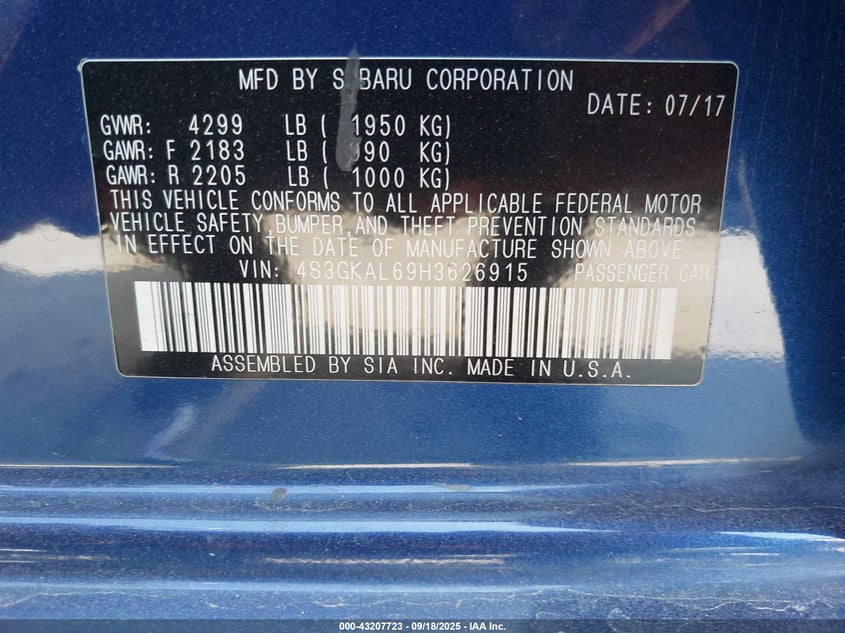 MFD BY SUBARU CORPORATION
DATE: 07/17
GVWR: 4299 LB ( 1950 KG)
GAWR: F 2183 LB ( 990 KG)
GAWR: R 2205 LB ( 1000 KG)
THIS VEHICLE CONFORMS TO ALL APPLICABLE FEDERAL MOTOR
VEHICLE SAFETY,BUMPER,AND THEFT PREVENTION STANDARDS
IN EFFECT ON THE DATE OF MANUFACTURE SHOWN ABOVE.
VIN: 4S3GKAL69H3626915 PASSENGER CAR
ASSEMBLED BY SIA INC. MADE IN U.S.A.
000-43207723 - 09/18/2025 - IAA Inc.